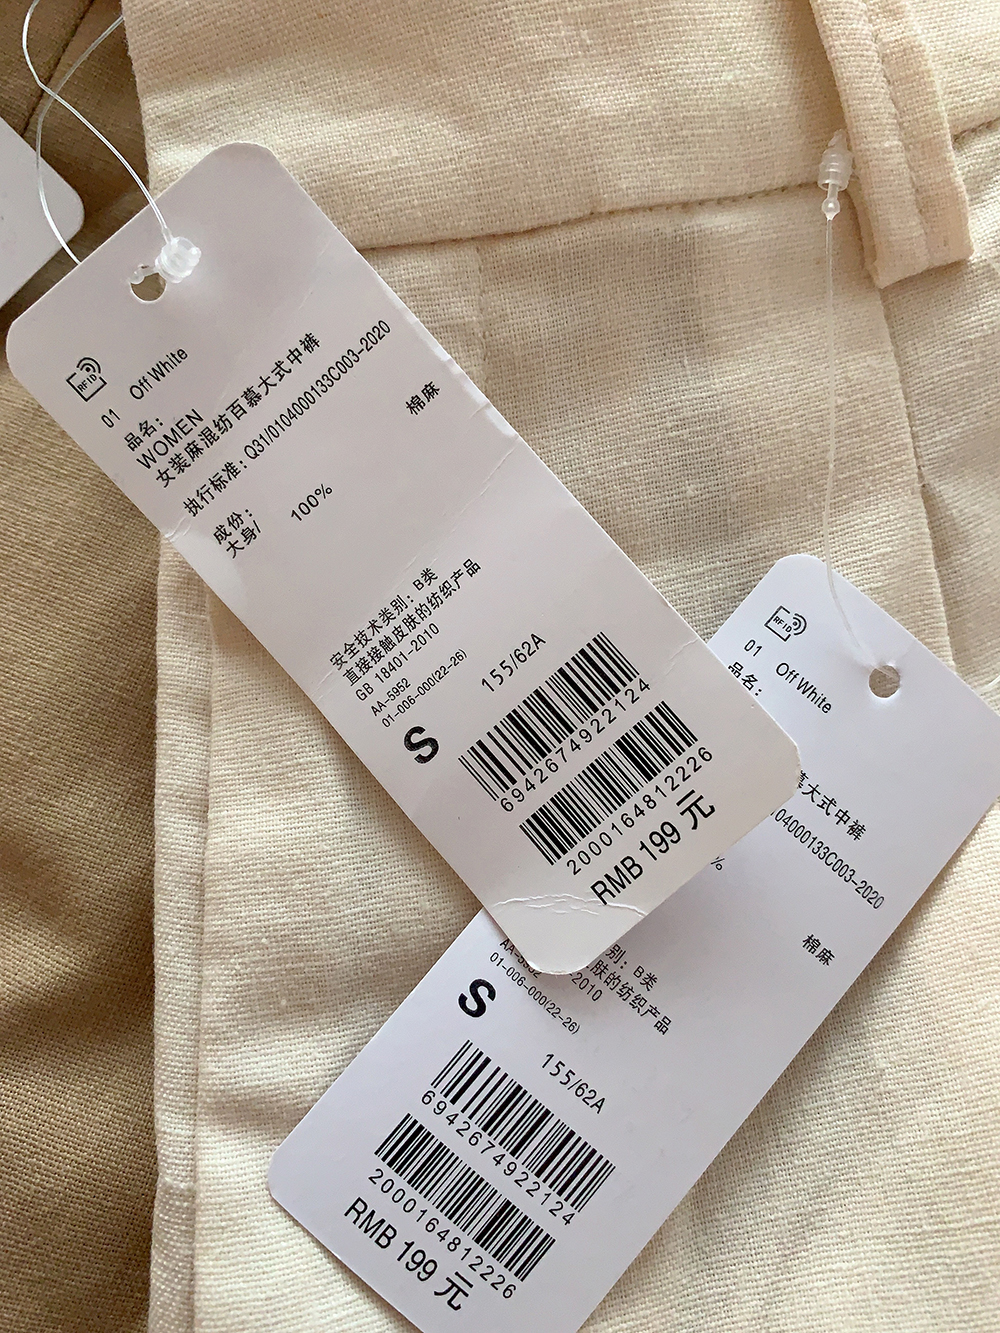 RFID
01 Off White
品名:
WOMEN
女装麻混纺百慕大式中裤
执行标准: Q31/0104000133C003-2020
成份:
大身/ 100% 棉麻
安全技术类别: B类
直接接触皮肤的纺织产品
GB 18401-2010
AA-5952
01-006-000(22-26)
S 155/62A
6942674922124
2000164812226
RMB 199 元
RFID
01 Off White
品名:
慕大式中裤
104000133C003-2020
% 棉麻
别: B类
肤的纺织产品
-2010
AA-5952
01-006-000(22-26)
S 155/62A
6942674922124
2000164812226
RMB 199 元